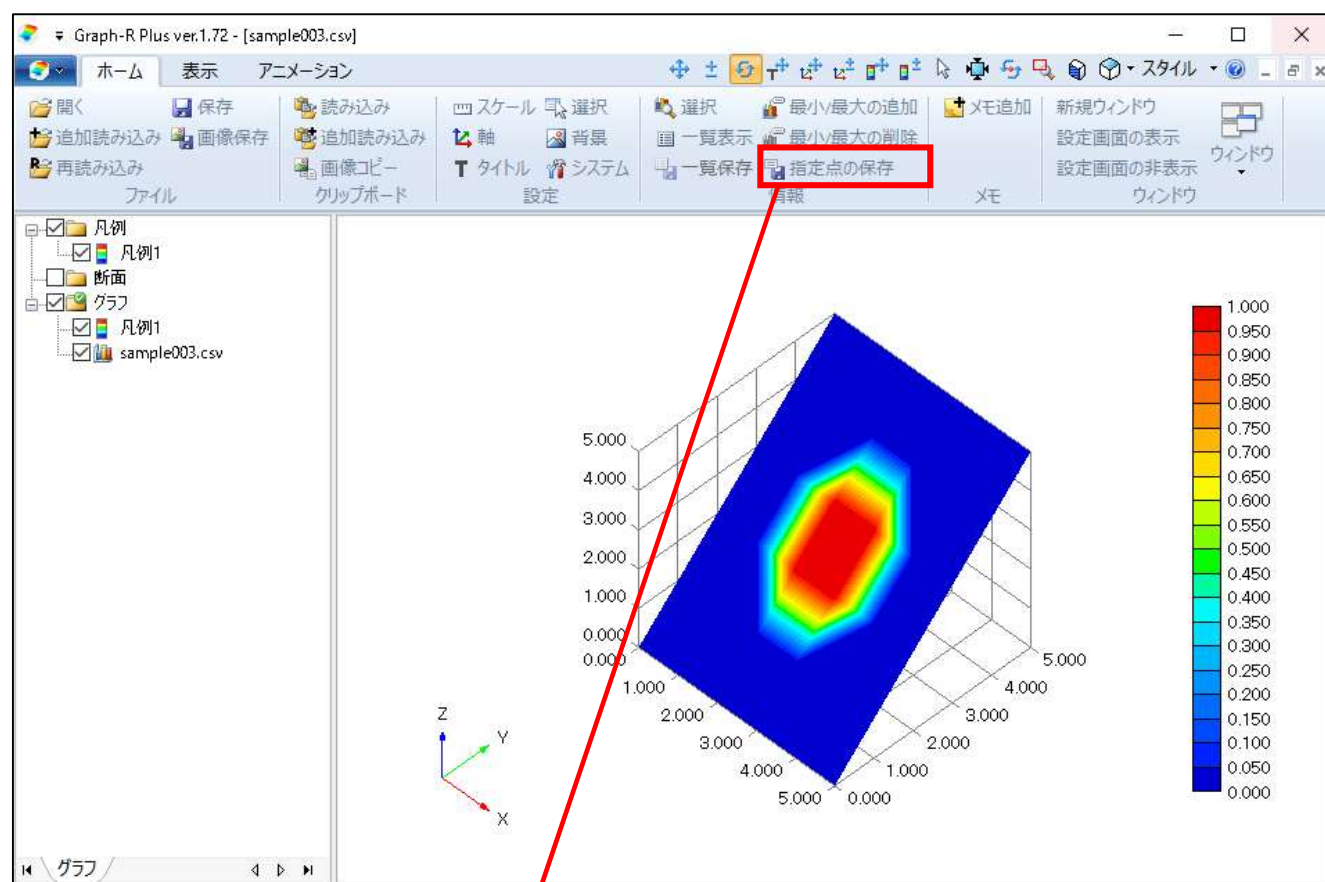 Graph-R Plus ver.1.72 - [sample003.csv]
ホーム 表示 アニメーション スタイル
開く 保存 読み込み スケール 選択 選択 最小/最大の追加 メモ追加 新規ウィンドウ
追加読み込み 画像保存 追加読み込み 軸 背景 一覧表示 最小/最大の削除 設定画面の表示 ウィンドウ
再読み込み 画像コピー タイトル システム 一覧保存 指定点の保存 設定画面の非表示
ファイル クリップボード 設定 情報 メモ ウィンドウ
凡例
凡例1
断面
グラフ
凡例1
sample003.csv
5.000
4.000
3.000
2.000
1.000
0.000
0.000
1.000
2.000
3.000
4.000
5.000
0.000
1.000
2.000
3.000
4.000
5.000
Z
Y
X
1.000
0.950
0.900
0.850
0.800
0.750
0.700
0.650
0.600
0.550
0.500
0.450
0.400
0.350
0.300
0.250
0.200
0.150
0.100
0.050
0.000
グラフ